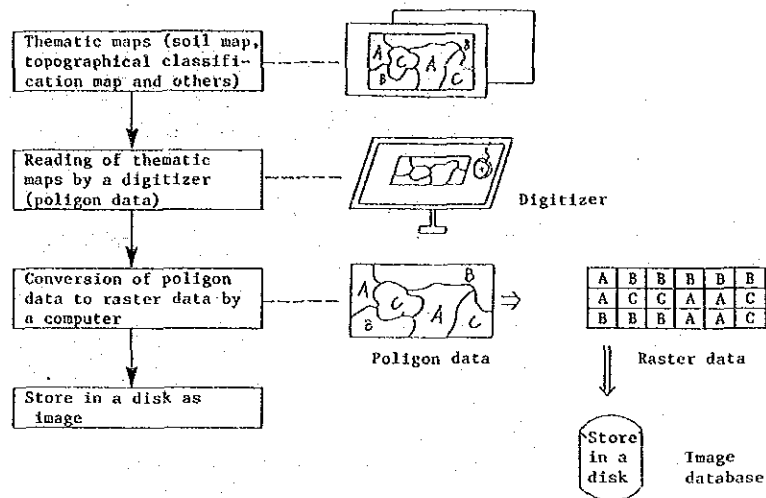 Thematic maps (soil map,
topographical classifi-
cation map and others)
A
C
B
A
B
C
Reading of thematic
maps by a digitizer
(poligon data)
Digitizer
Conversion of poligon
data to raster data by
a computer
A
C
B
B
A
C
Poligon data
A B B B B B
A C C A A C
B B B A A C
Raster data
Store in a disk as
image
Store
in a
disk
Image
database